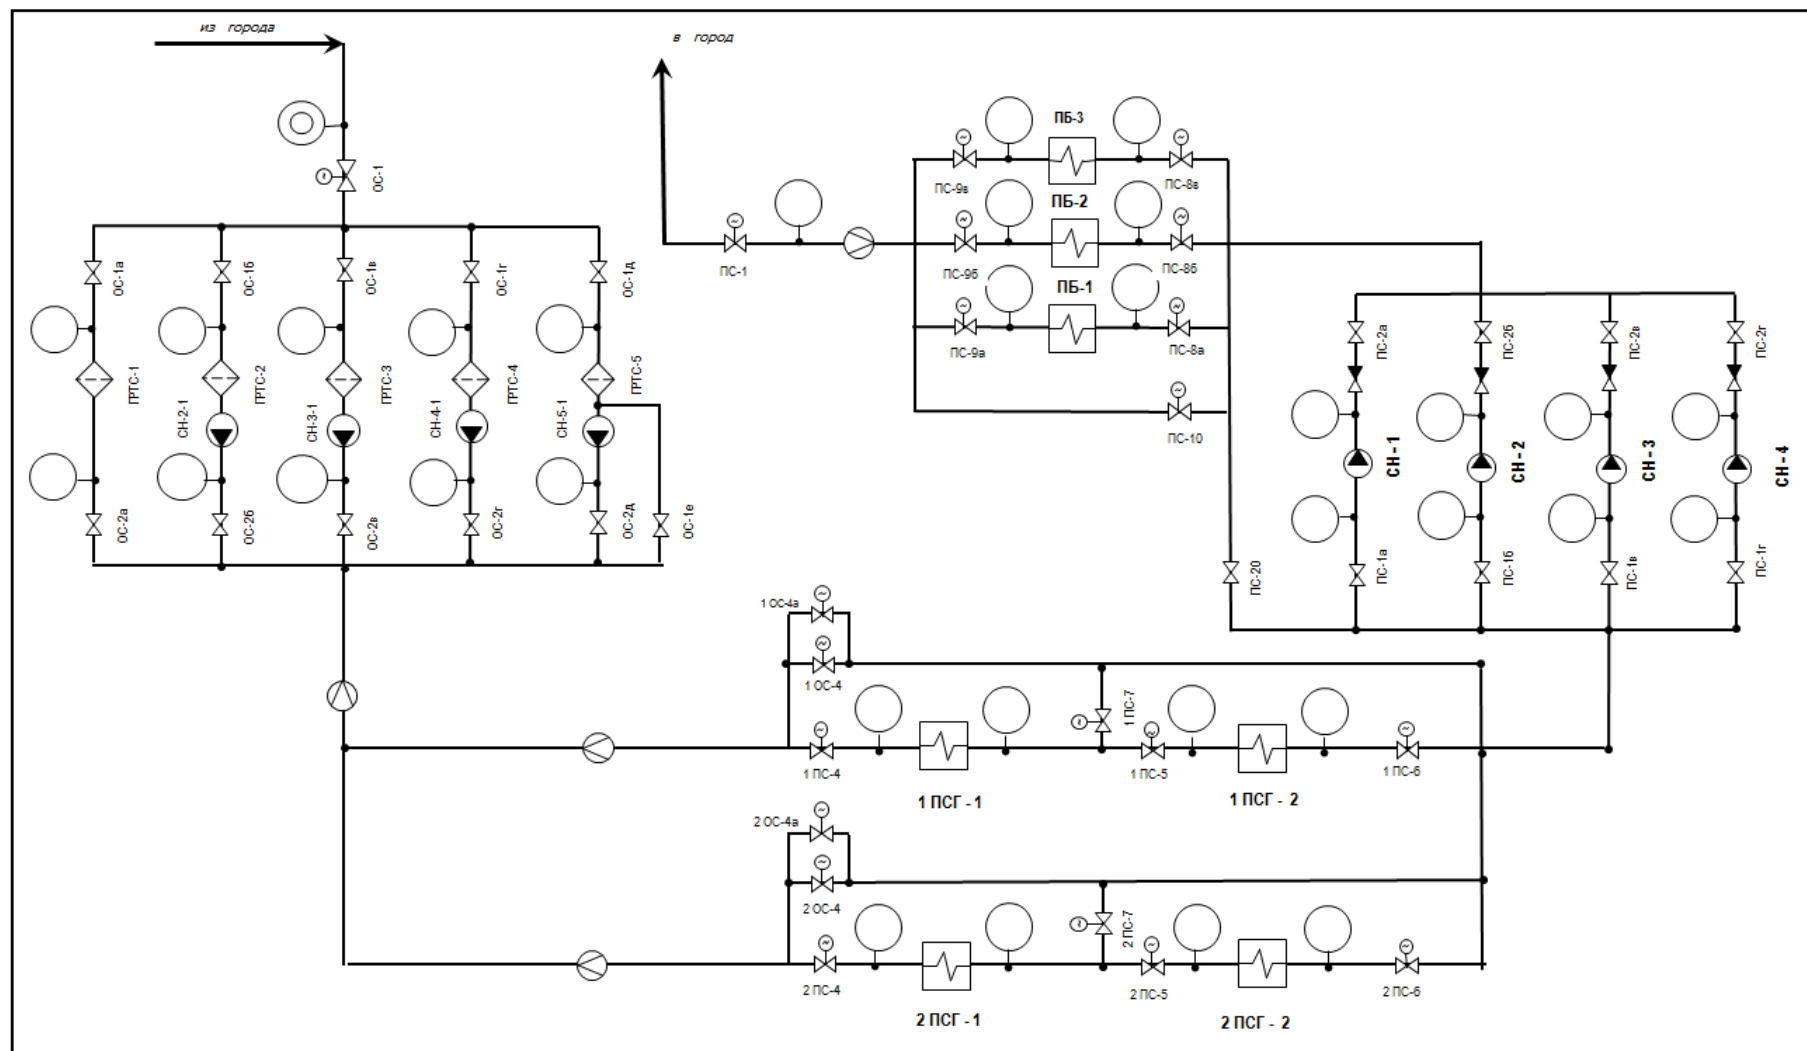 из города
в город
ОС-1
ПБ-3
ПС-9в
ПС-8в
ПБ-2
ПС-1
ПС-9б
ПС-8б
ПБ-1
ПС-9а
ПС-8а
ПС-10
ОС-1а
ОС-1б
ОС-1в
ОС-1г
ОС-1д
ГРТС-1
ГРТС-2
ГРТС-3
ГРТС-4
ГРТС-5
СН-2-1
СН-3-1
СН-4-1
СН-5-1
ОС-2а
ОС-2б
ОС-2в
ОС-2г
ОС-2д
ОС-1е
ПС-2а
ПС-2б
ПС-2в
ПС-2г
СН-1
СН-2
СН-3
СН-4
ПС-20
ПС-1а
ПС-1б
ПС-1в
ПС-1г
1 ОС-4а
1 ОС-4
1 ПС-7
1 ПС-4
1 ПС-5
1 ПС-6
1 ПСГ - 1
1 ПСГ - 2
2 ОС-4а
2 ОС-4
2 ПС-7
2 ПС-4
2 ПС-5
2 ПС-6
2 ПСГ - 1
2 ПСГ - 2